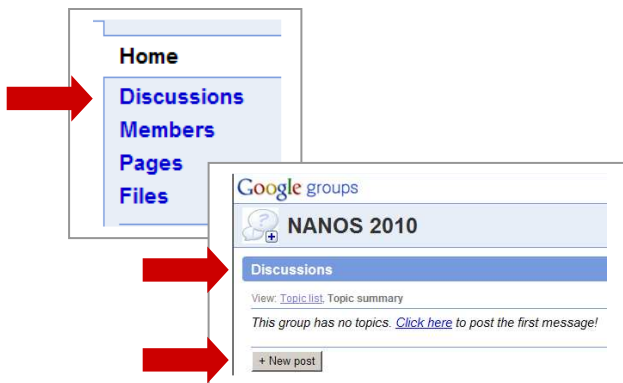 Home
Discussions
Members
Pages
Files
Google groups
NANOS 2010
Discussions
View: Topic list, Topic summary
This group has no topics. Click here to post the first message!
+ New post